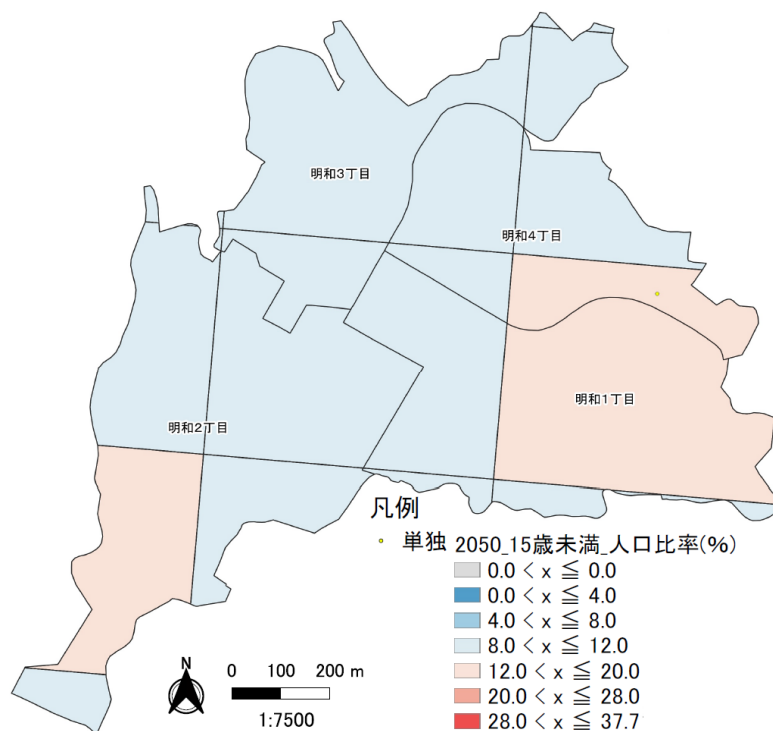 明和3丁目
明和4丁目
明和1丁目
明和2丁目
凡例
単独
2050_15歳未満_人口比率(%)
0.0 < x ≦ 0.0
0.0 < x ≦ 4.0
4.0 < x ≦ 8.0
8.0 < x ≦ 12.0
12.0 < x ≦ 20.0
20.0 < x ≦ 28.0
28.0 < x ≦ 37.7
N
0 100 200 m
1:7500